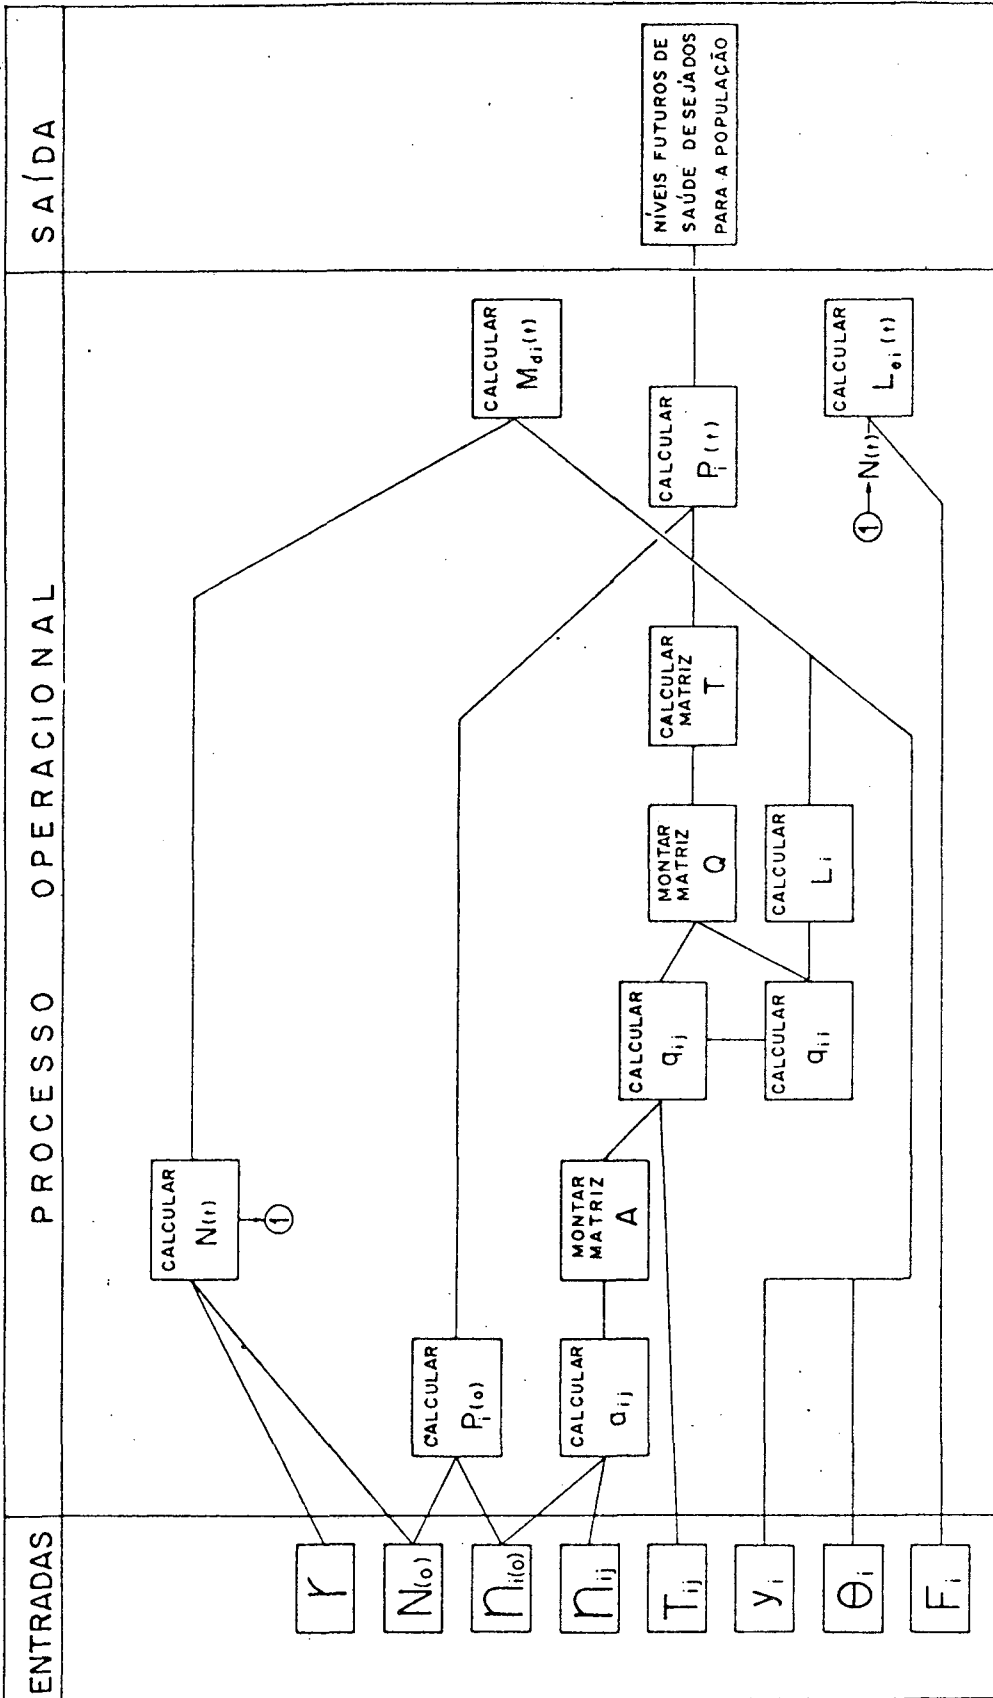 ENTRADAS
PROCESSO OPERACIONAL
SAÍDA
r
N(o)
ni(o)
nij
Tij
yi
θi
Fi
CALCULAR
N(t)
1
CALCULAR
Pi(o)
CALCULAR
aij
MONTAR
MATRIZ
A
CALCULAR
qij
CALCULAR
qii
MONTAR
MATRIZ
Q
CALCULAR
Li
CALCULAR
MATRIZ
T
CALCULAR
Pi(t)
CALCULAR
Mdi(t)
1 N(t)
CALCULAR
Lei(t)
NÍVEIS FUTUROS DE
SAÚDE DESEJADOS
PARA A POPULAÇÃO